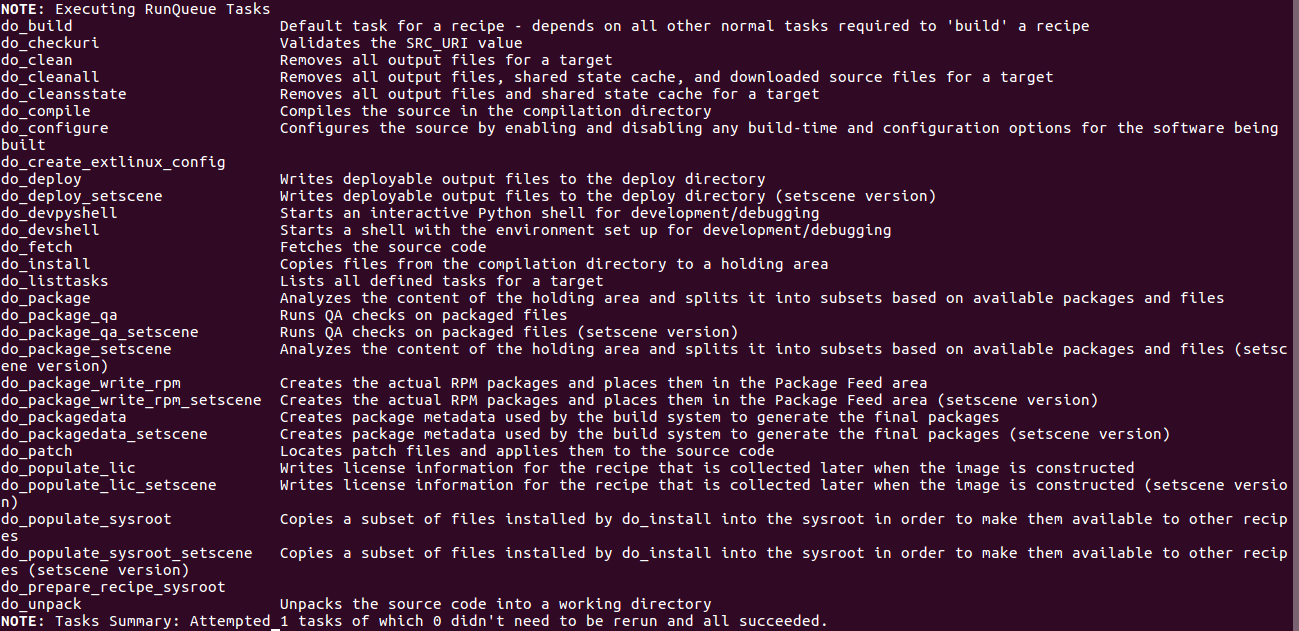 NOTE: Executing RunQueue Tasks
do_build                       Default task for a recipe - depends on all other normal tasks required to 'build' a recipe
do_checkuri                    Validates the SRC_URI value
do_clean                       Removes all output files for a target
do_cleanall                    Removes all output files, shared state cache, and downloaded source files for a target
do_cleansstate                 Removes all output files and shared state cache for a target
do_compile                     Compiles the source in the compilation directory
do_configure                   Configures the source by enabling and disabling any build-time and configuration options for the software being
built
do_create_extlinux_config
do_deploy                      Writes deployable output files to the deploy directory
do_deploy_setscene             Writes deployable output files to the deploy directory (setscene version)
do_devpyshell                  Starts an interactive Python shell for development/debugging
do_devshell                    Starts a shell with the environment set up for development/debugging
do_fetch                       Fetches the source code
do_install                     Copies files from the compilation directory to a holding area
do_listtasks                   Lists all defined tasks for a target
do_package                     Analyzes the content of the holding area and splits it into subsets based on available packages and files
do_package_qa                  Runs QA checks on packaged files
do_package_qa_setscene         Runs QA checks on packaged files (setscene version)
do_package_setscene            Analyzes the content of the holding area and splits it into subsets based on available packages and files (setsc
ene version)
do_package_write_rpm           Creates the actual RPM packages and places them in the Package Feed area
do_package_write_rpm_setscene  Creates the actual RPM packages and places them in the Package Feed area (setscene version)
do_packagedata                 Creates package metadata used by the build system to generate the final packages
do_packagedata_setscene        Creates package metadata used by the build system to generate the final packages (setscene version)
do_patch                       Locates patch files and applies them to the source code
do_populate_lic                Writes license information for the recipe that is collected later when the image is constructed
do_populate_lic_setscene       Writes license information for the recipe that is collected later when the image is constructed (setscene versio
n)
do_populate_sysroot            Copies a subset of files installed by do_install into the sysroot in order to make them available to other recip
es
do_populate_sysroot_setscene   Copies a subset of files installed by do_install into the sysroot in order to make them available to other recip
es (setscene version)
do_prepare_recipe_sysroot
do_unpack                      Unpacks the source code into a working directory
NOTE: Tasks Summary: Attempted 1 tasks of which 0 didn't need to be rerun and all succeeded.